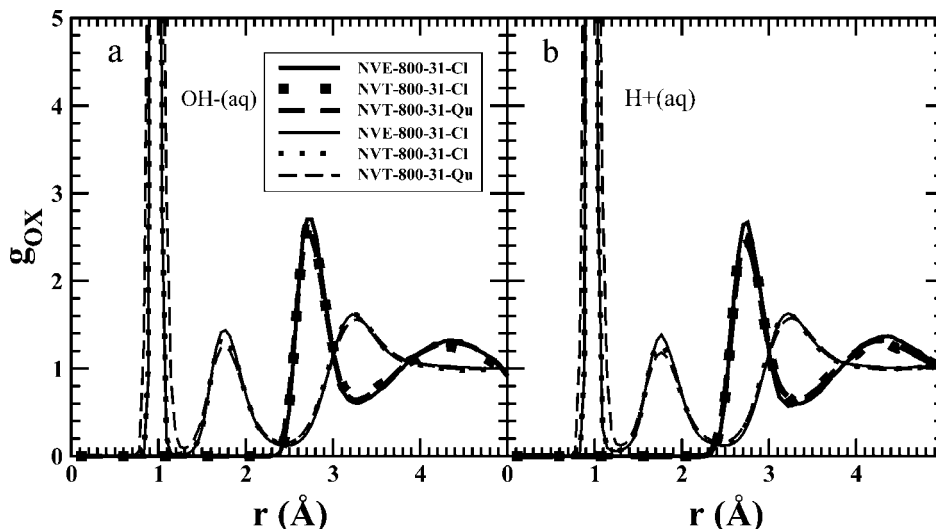 5
4
3
2
1
0
a
OH-(aq)
NVE-800-31-Cl
NVT-800-31-Cl
NVT-800-31-Qu
NVE-800-31-Cl
NVT-800-31-Cl
NVT-800-31-Qu
b
H+(aq)
gOX
0 1 2 3 4 0 1 2 3 4
r (Å) r (Å)